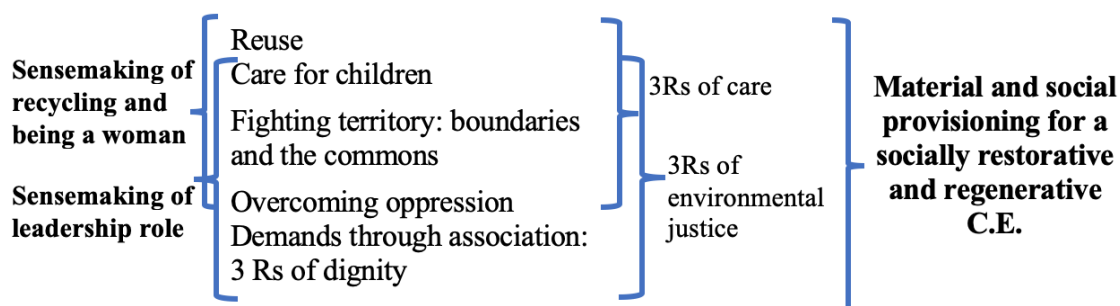 Sensemaking of
recycling and
being a woman
Sensemaking of
leadership role
Reuse
Care for children
Fighting territory: boundaries
and the commons
Overcoming oppression
Demands through association:
3 Rs of dignity
3Rs of care
3Rs of
environmental
justice
Material and social
provisioning for a
socially restorative
and regenerative
C.E.